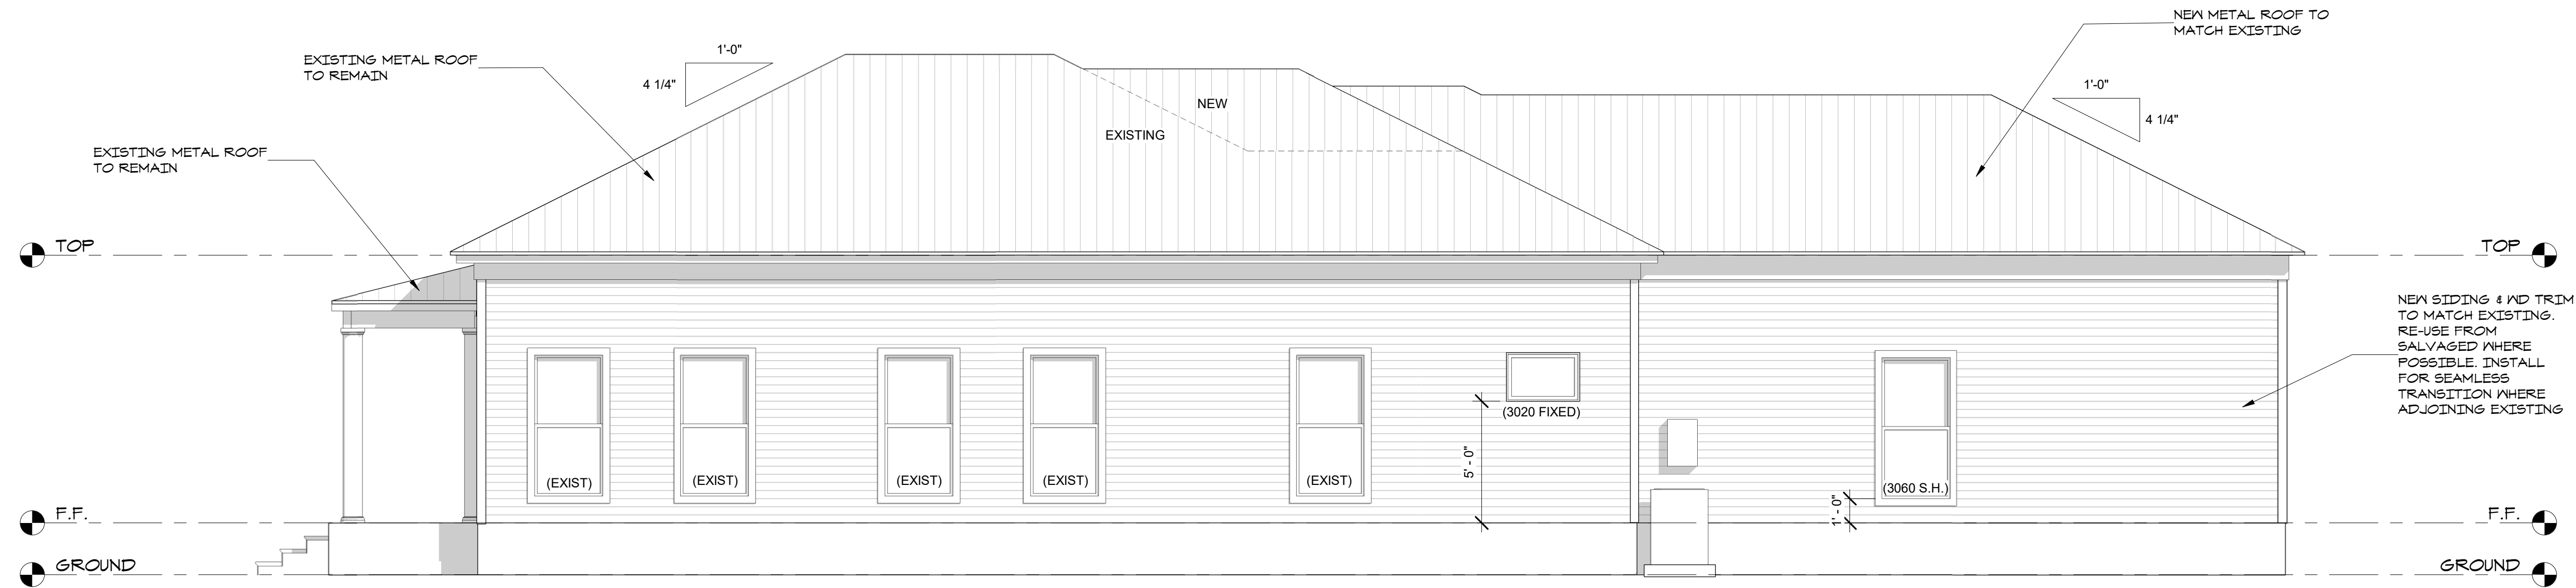 NEW METAL ROOF TO
MATCH EXISTING
1'-0"
EXISTING METAL ROOF
TO REMAIN
4 1/4"
1'-0"
NEW
4 1/4"
EXISTING
EXISTING METAL ROOF
TO REMAIN
TOP
TOP
NEW SIDING & WD TRIM
TO MATCH EXISTING.
RE-USE FROM
SALVAGED WHERE
POSSIBLE. INSTALL
FOR SEAMLESS
TRANSITION WHERE
ADJOINING EXISTING
(3020 FIXED)
5' - 0"
(EXIST)
(EXIST)
(EXIST)
(EXIST)
(EXIST)
(3060 S.H.)
1' - 0"
F.F.
F.F.
GROUND
GROUND